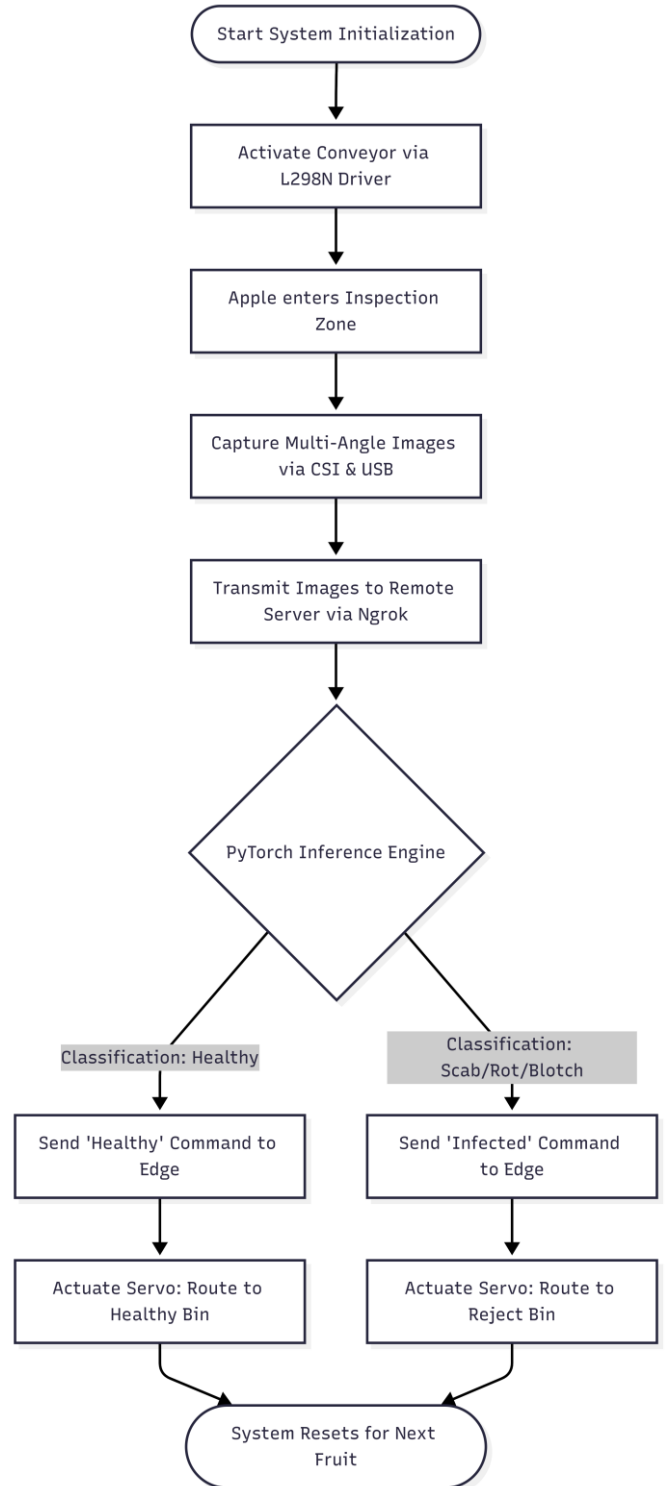 Start System Initialization
Activate Conveyor via
L298N Driver
Apple enters Inspection
Zone
Capture Multi-Angle Images
via CSI & USB
Transmit Images to Remote
Server via Ngrok
PyTorch Inference Engine
Classification: Healthy
Classification:
Scab/Rot/Blotch
Send 'Healthy' Command to
Edge
Send 'Infected' Command
to Edge
Actuate Servo: Route to
Healthy Bin
Actuate Servo: Route to
Reject Bin
System Resets for Next
Fruit